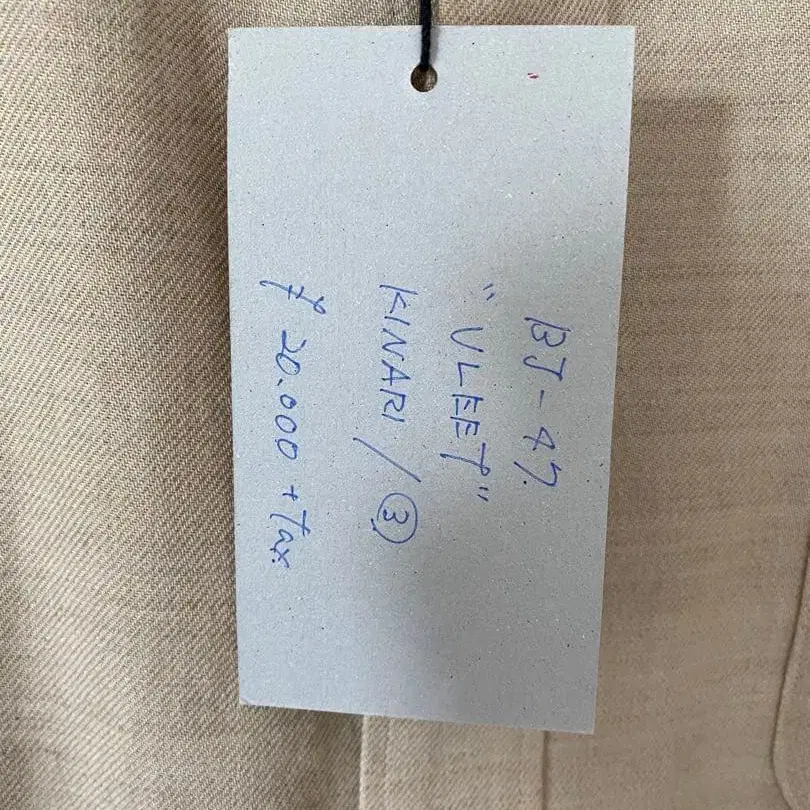 BJ-47.
"VLEET"
KINARI / ③
¥ 20.000 + Tax.